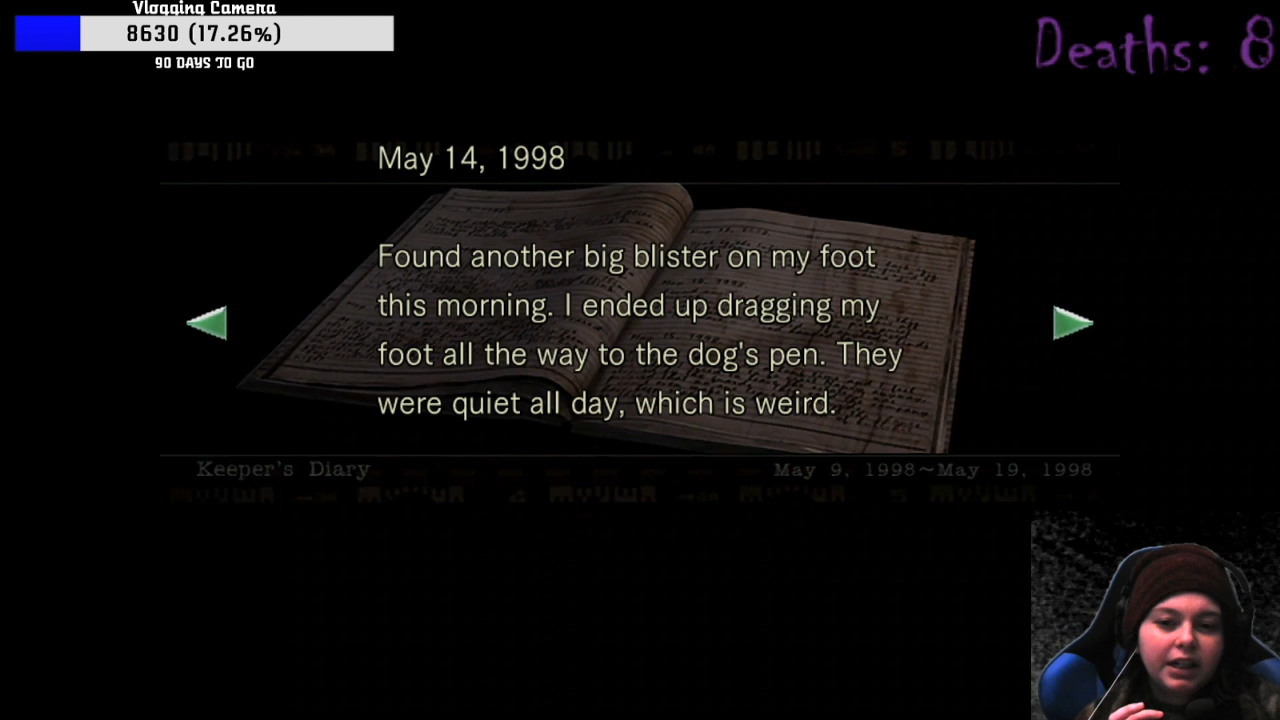 Vlogging Camera
8630 (17.26%)
90 DAYS TO GO
Deaths: 8
May 14, 1998
Found another big blister on my foot
this morning. I ended up dragging my
foot all the way to the dog's pen. They
were quiet all day, which is weird.
Keeper's Diary
May 9, 1998~May 19, 1998